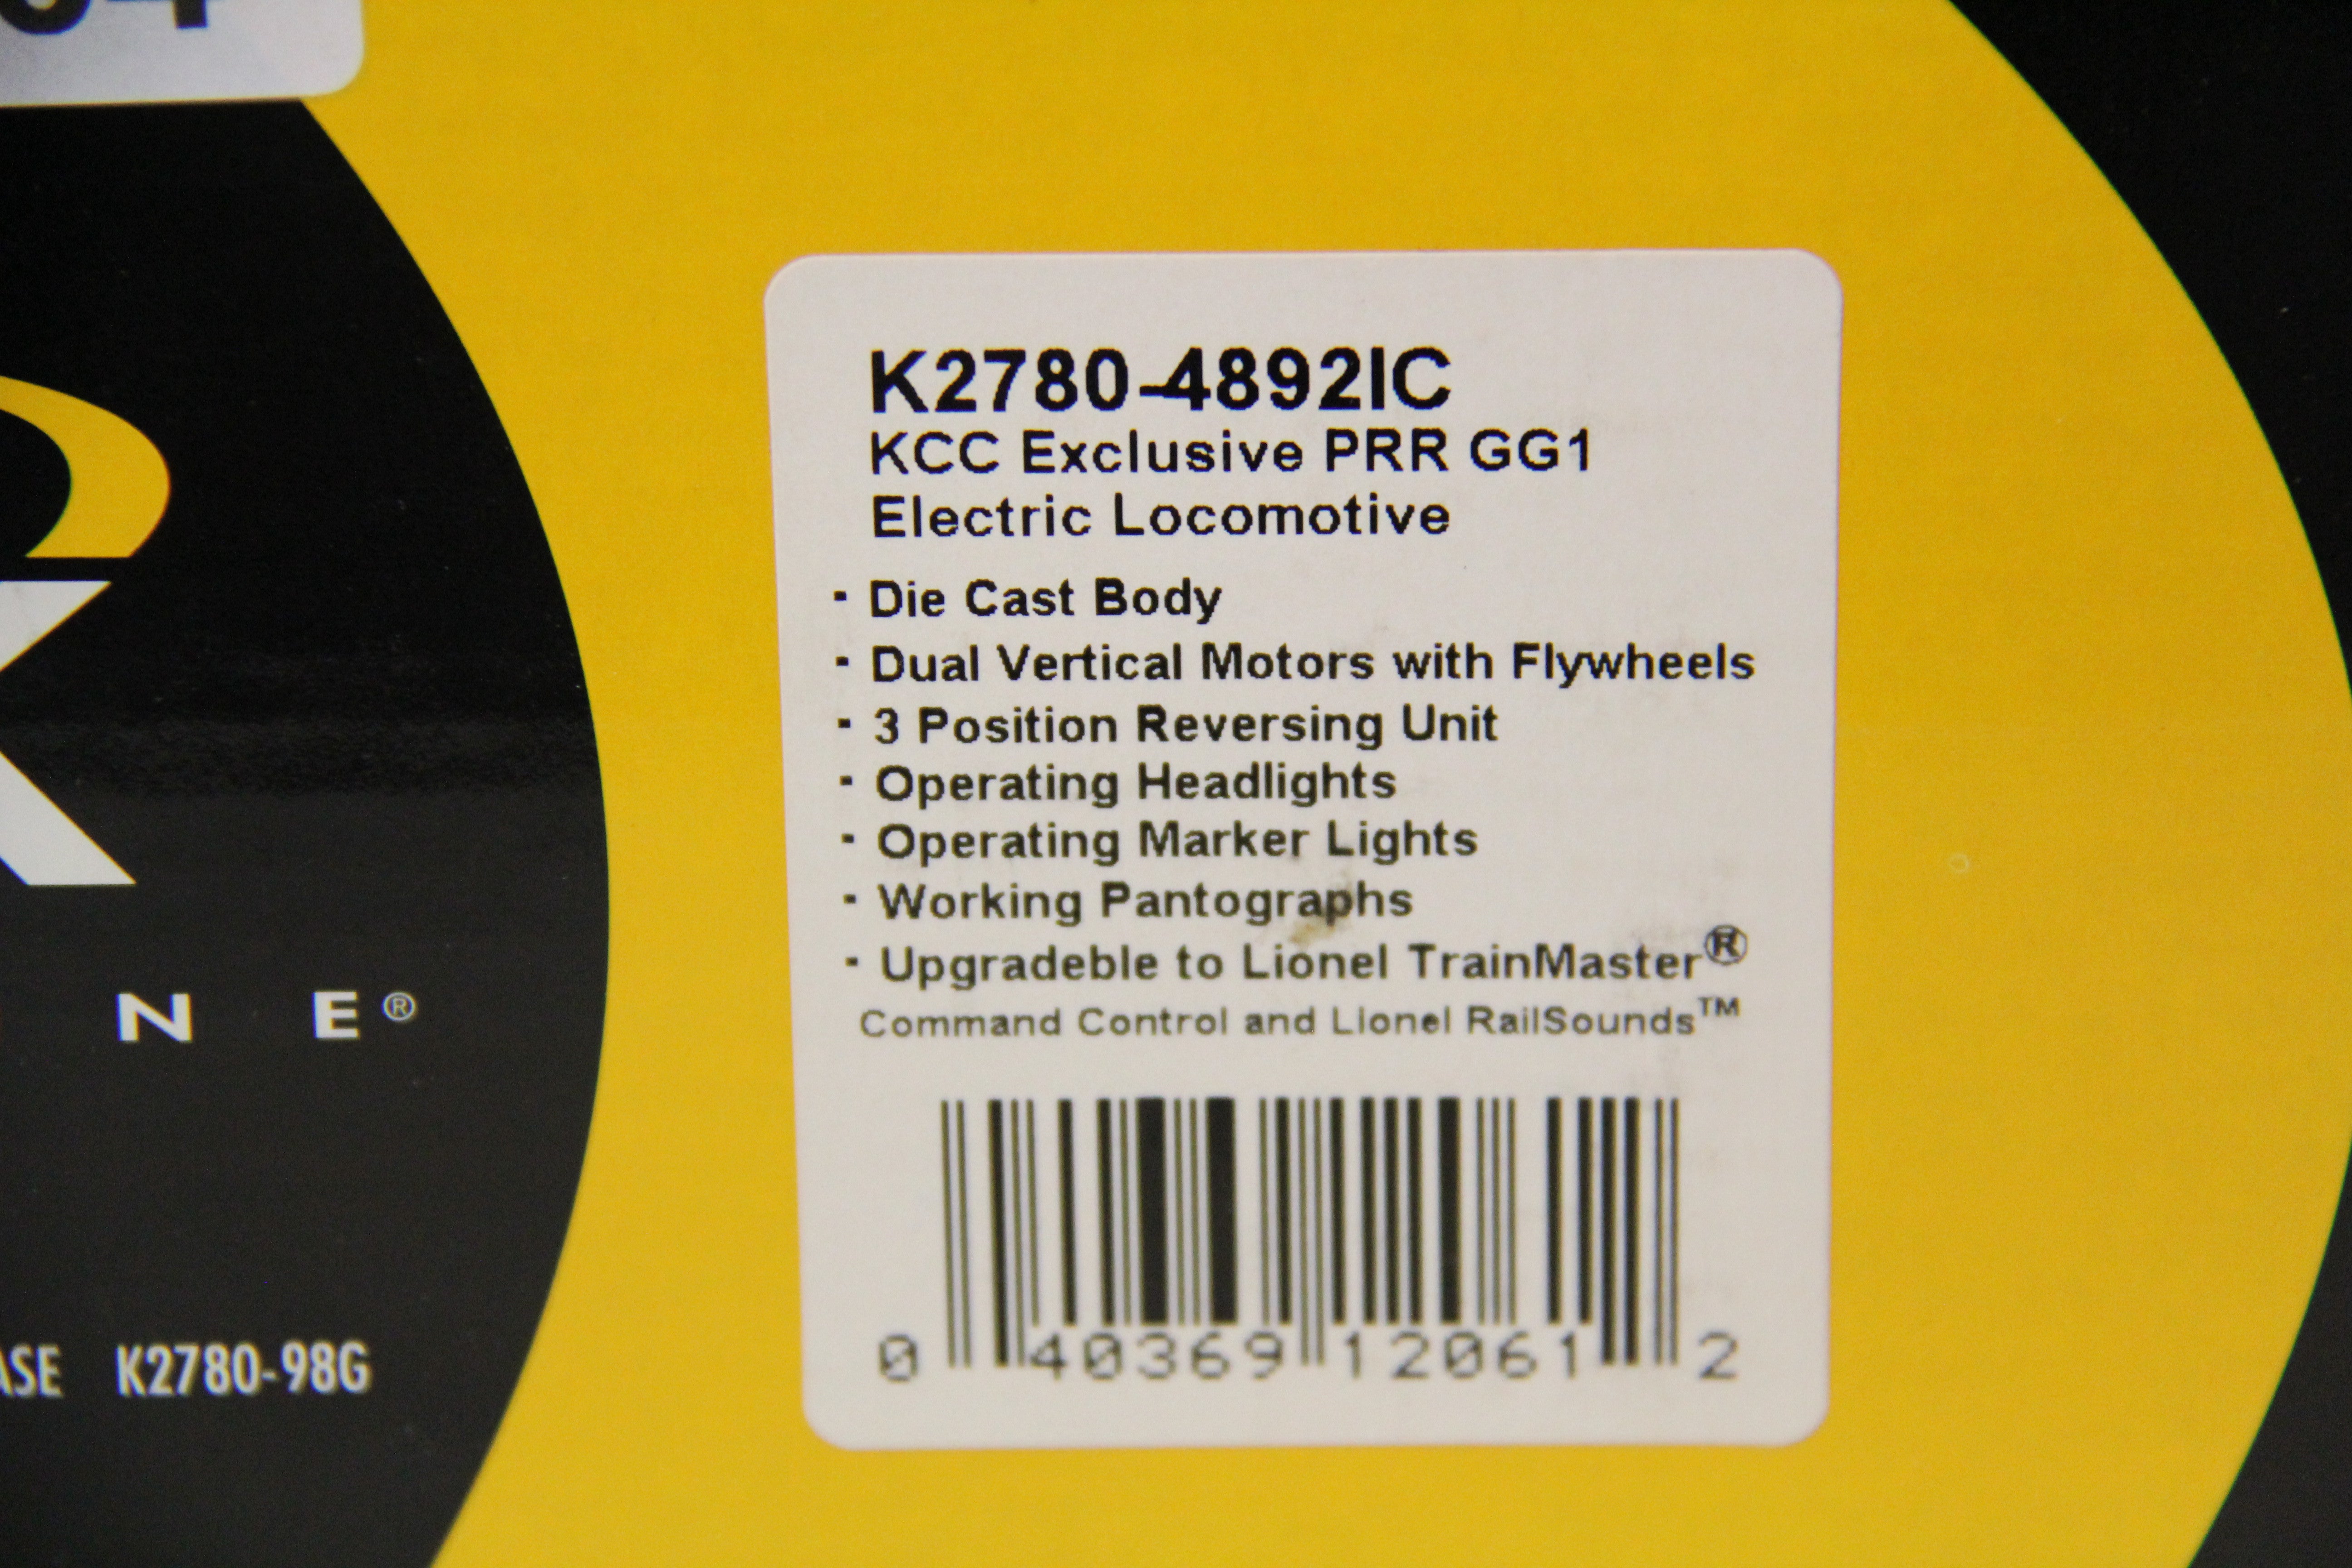 K2780-4892IC
KCC Exclusive PRR GG1
Electric Locomotive
· Die Cast Body
· Dual Vertical Motors with Flywheels
· 3 Position Reversing Unit
· Operating Headlights
· Operating Marker Lights
· Working Pantographs
· Upgradeble to Lionel TrainMaster®
Command Control and Lionel RailSounds™
0 40369 12061 2
K
N E®
ASE K2780-98G